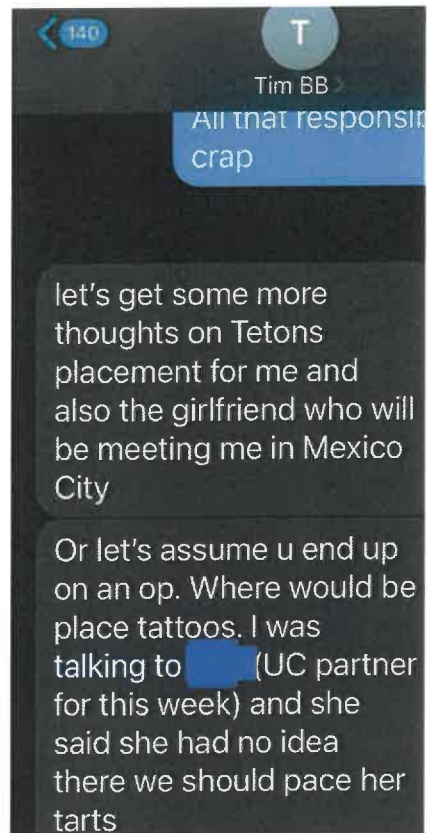 140
T
Tim BB
All that responsib
crap
let's get some more
thoughts on Tetons
placement for me and
also the girlfriend who will
be meeting me in Mexico
City
Or let's assume u end up
on an op. Where would be
place tattoos. I was
talking to (UC partner
for this week) and she
said she had no idea
there we should pace her
tarts